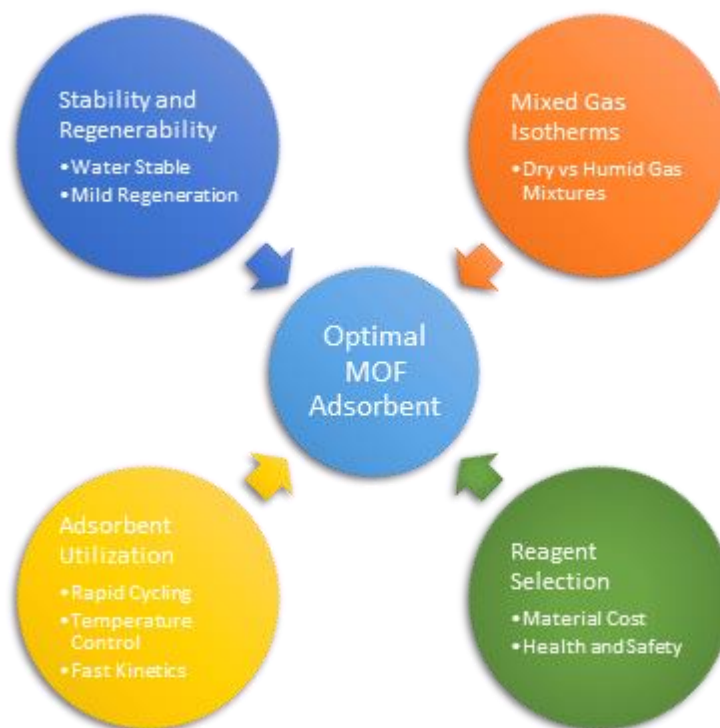 Stability and
Regenerability
•Water Stable
•Mild Regeneration
Mixed Gas
Isotherms
•Dry vs Humid Gas
Mixtures
Optimal
MOF
Adsorbent
Adsorbent
Utilization
•Rapid Cycling
•Temperature
Control
•Fast Kinetics
Reagent
Selection
•Material Cost
•Health and Safety